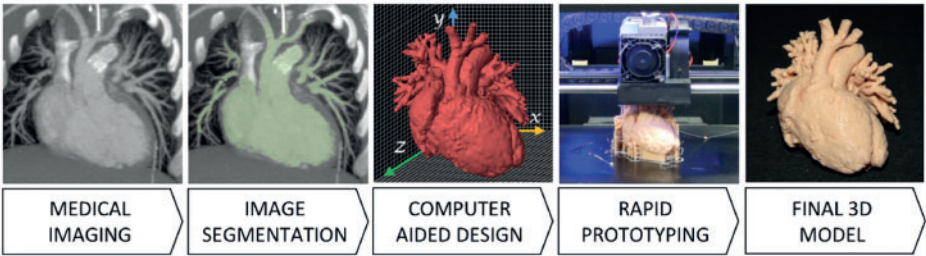 y
x
z
MEDICAL
IMAGING
IMAGE
SEGMENTATION
COMPUTER
AIDED DESIGN
RAPID
PROTOTYPING
FINAL 3D
MODEL